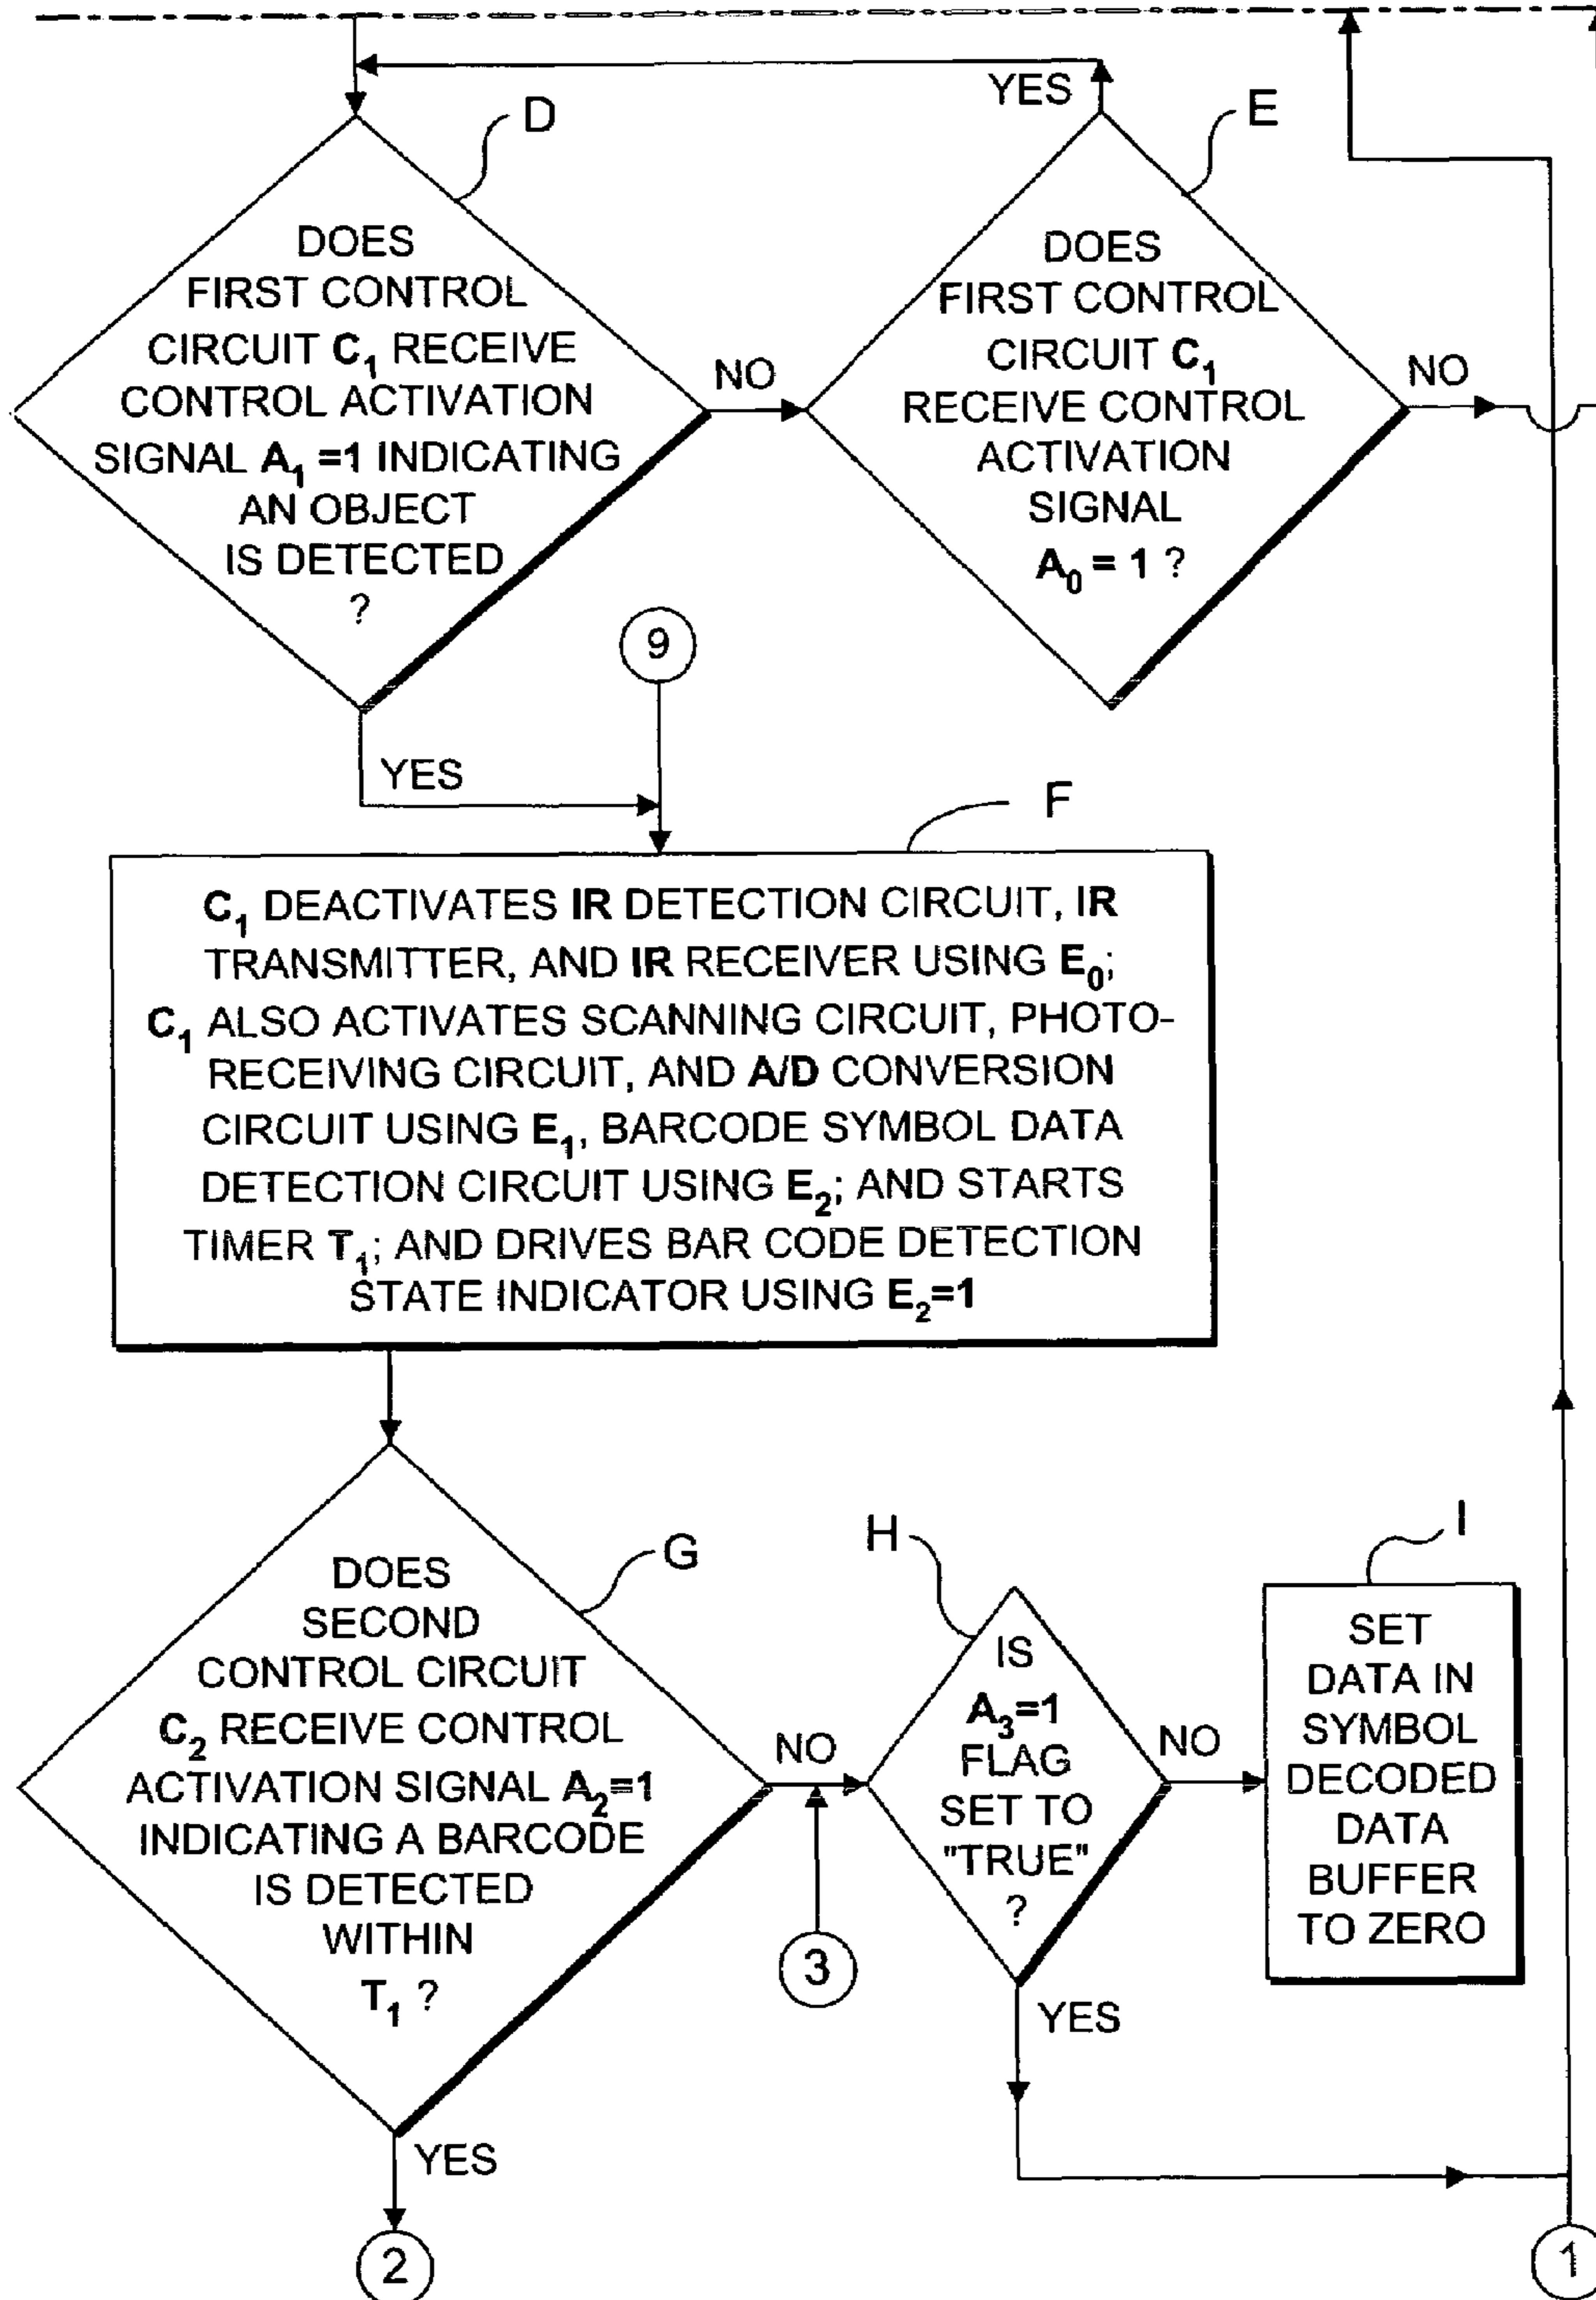 YES
D
DOES
FIRST CONTROL
CIRCUIT C₁ RECEIVE
CONTROL ACTIVATION
SIGNAL A₁ =1 INDICATING
AN OBJECT
IS DETECTED
?
NO
E
DOES
FIRST CONTROL
CIRCUIT C₁
RECEIVE CONTROL
ACTIVATION
SIGNAL
A₀ = 1 ?
NO
9
YES
F
C₁ DEACTIVATES IR DETECTION CIRCUIT, IR
TRANSMITTER, AND IR RECEIVER USING E₀;
C₁ ALSO ACTIVATES SCANNING CIRCUIT, PHOTO-
RECEIVING CIRCUIT, AND A/D CONVERSION
CIRCUIT USING E₁, BARCODE SYMBOL DATA
DETECTION CIRCUIT USING E₂; AND STARTS
TIMER T₁; AND DRIVES BAR CODE DETECTION
STATE INDICATOR USING E₂=1
G
DOES
SECOND
CONTROL CIRCUIT
C₂ RECEIVE CONTROL
ACTIVATION SIGNAL A₂=1
INDICATING A BARCODE
IS DETECTED
WITHIN
T₁ ?
NO
3
H
IS
A₃=1
FLAG
SET TO
"TRUE"
?
NO
I
SET
DATA IN
SYMBOL
DECODED
DATA
BUFFER
TO ZERO
YES
YES
2
1